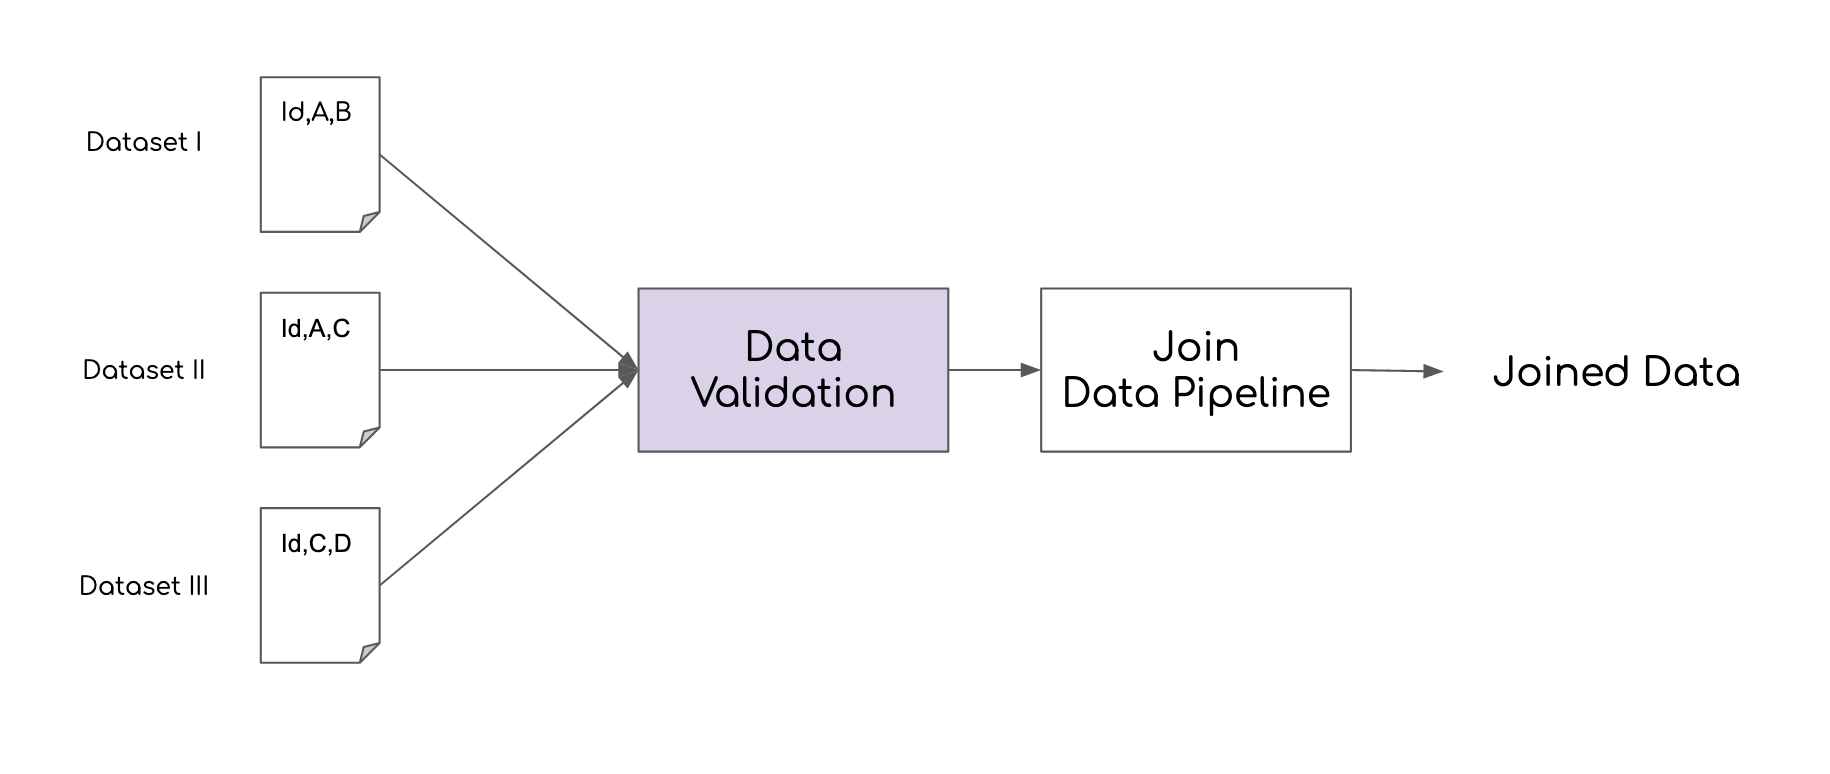 Dataset I
Id,A,B
Dataset II
Id,A,C
Dataset III
Id,C,D
Data
Validation
Join
Data Pipeline
Joined Data